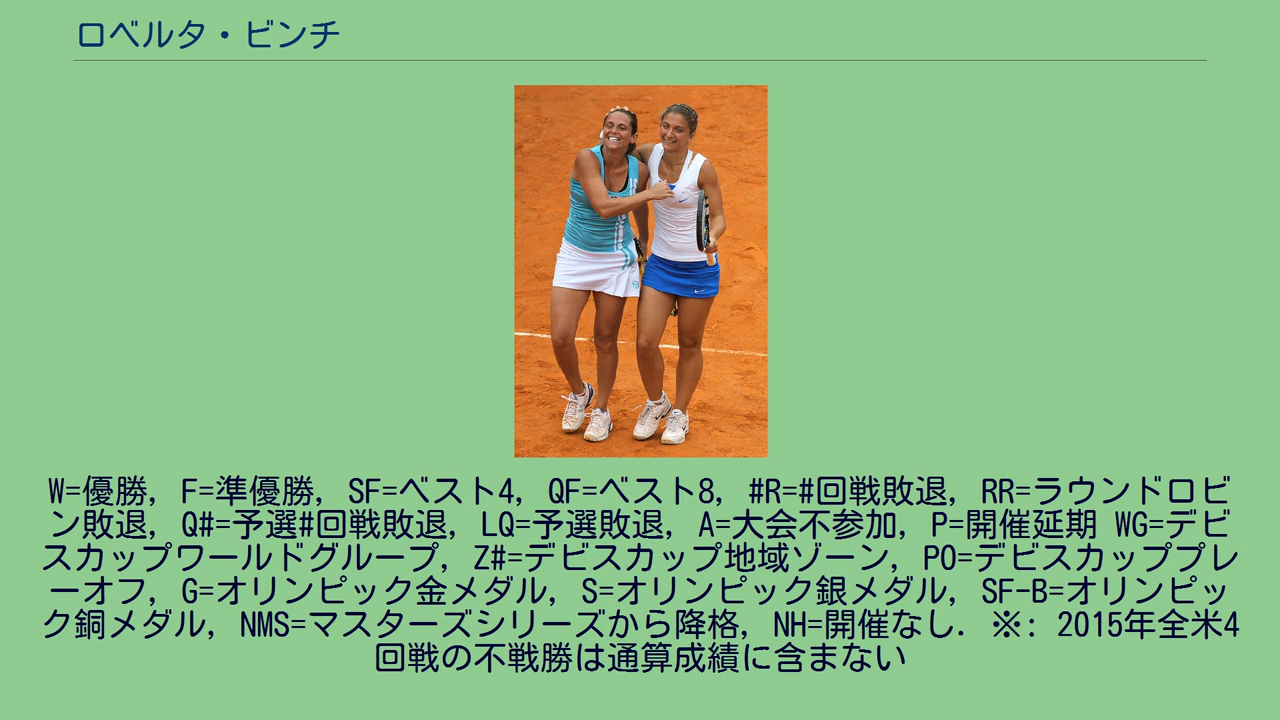 ロベルタ・ビンチ
W=優勝, F=準優勝, SF=ベスト4, QF=ベスト8, #R=#回戦敗退, RR=ラウンドロビ
ン敗退, Q#=予選#回戦敗退, LQ=予選敗退, A=大会不参加, P=開催延期 WG=デビ
スカップワールドグループ, Z#=デビスカップ地域ゾーン, PO=デビスカッププレ
ーオフ, G=オリンピック金メダル, S=オリンピック銀メダル, SF-B=オリンピッ
ク銅メダル, NMS=マスターズシリーズから降格, NH=開催なし. ※: 2015年全米4
回戦の不戦勝は通算成績に含まない